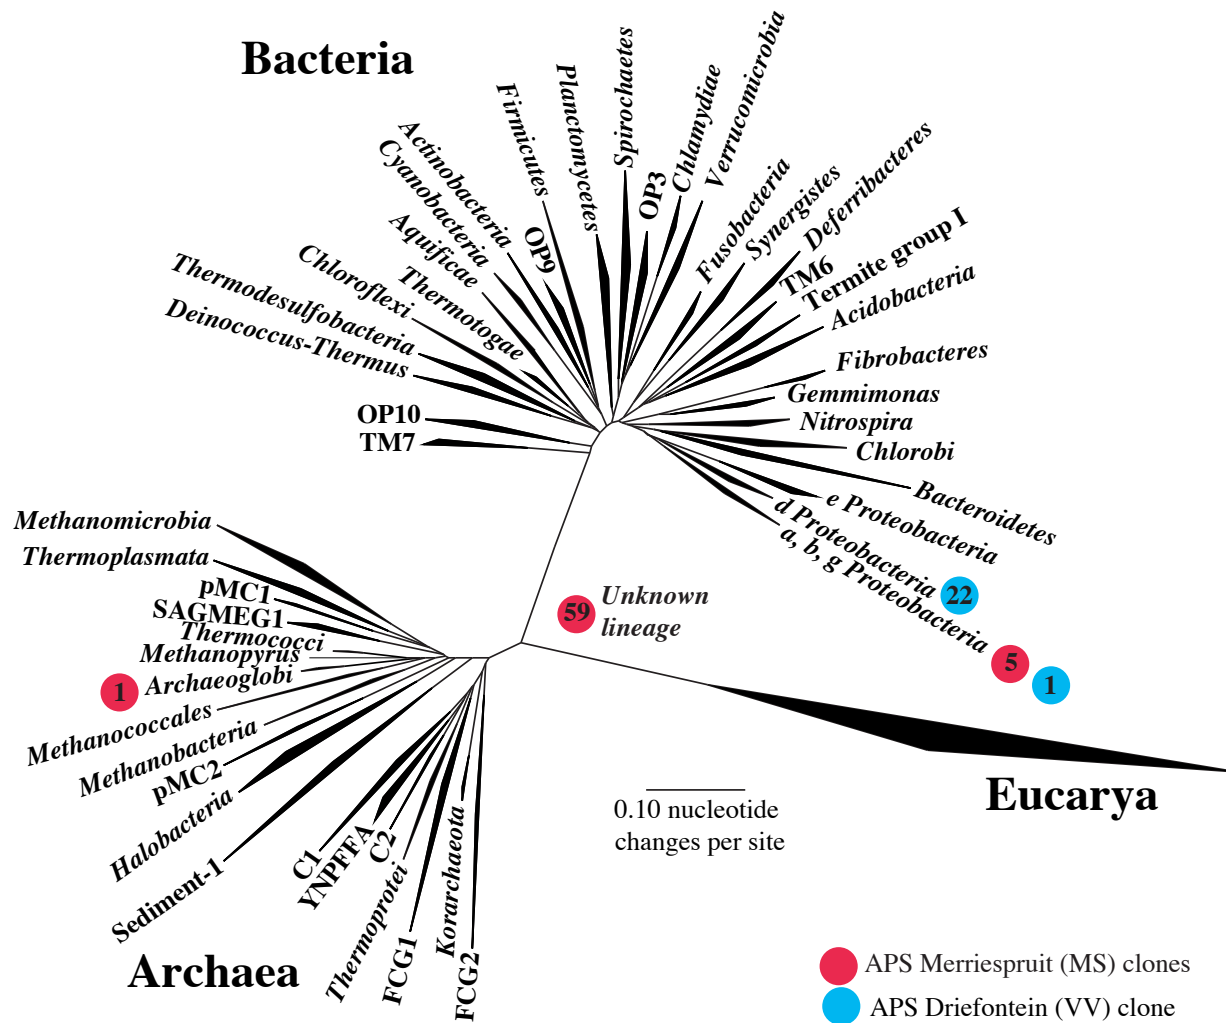 Bacteria
Actinobacteria
Cyanobacteria
Aquificae
Firmicutes
OP9
Planctomycetes
Spirochaetes
OP3
Chlamydiae
Verrucomicrobia
Fusobacteria
Synergistes
Deferribacteres
TM6
Termite group I
Acidobacteria
Fibrobacteres
Gemmimonas
Nitrospira
Chlorobi
Bacteroidetes
e Proteobacteria
d Proteobacteria
22
a, b, g Proteobacteria
5
1
Thermotogae
Chloroflexi
Thermodesulfobacteria
Deinococcus-Thermus
OP10
TM7
59
Unknown
lineage
Methanomicrobia
Thermoplasmata
pMC1
SAGMEG1
Thermococci
Methanopyrus
1
Archaeoglobi
Methanococcales
Methanobacteria
pMC2
Halobacteria
Sediment-1
C1
YNPFFA
C2
Thermoprotei
FCG1
Korarchaeota
FCG2
Archaea
Eucarya
0.10 nucleotide
changes per site
APS Merriespruit (MS) clones
APS Driefontein (VV) clone